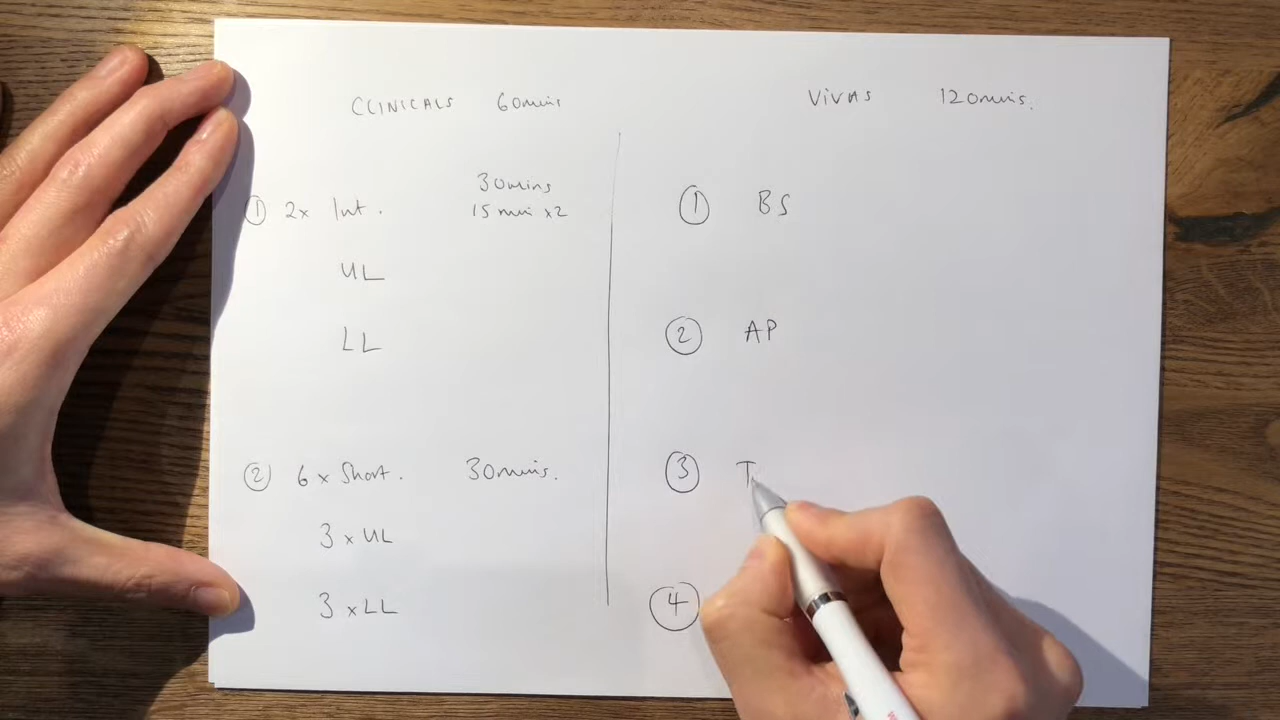 CLINICALS 60mins
30mins
① 2x Int. 15min x2
UL
LL
② 6 x Short. 30mins.
3 x UL
3 x LL
VIVAS 120mins.
① BS
② AP
③ T
④